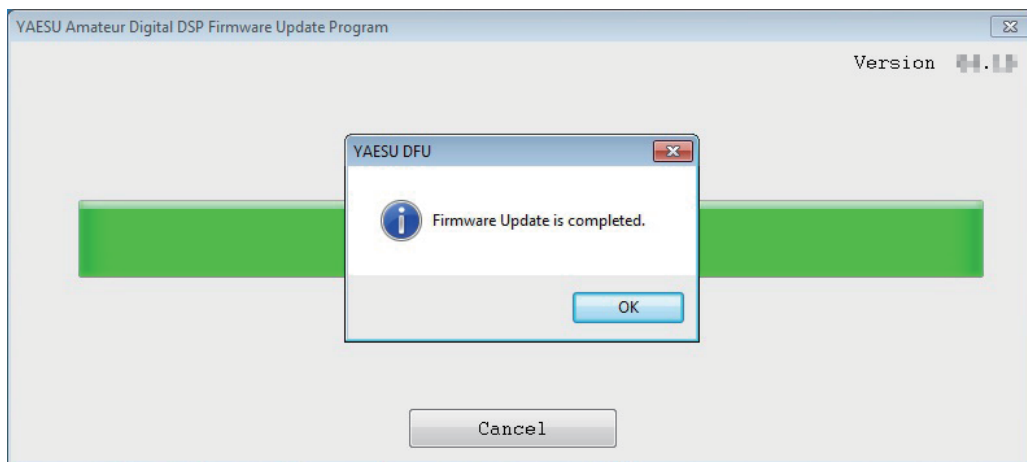 YAESU Amateur Digital DSP Firmware Update Program
Version
YAESU DFU
Firmware Update is completed.
OK
Cancel